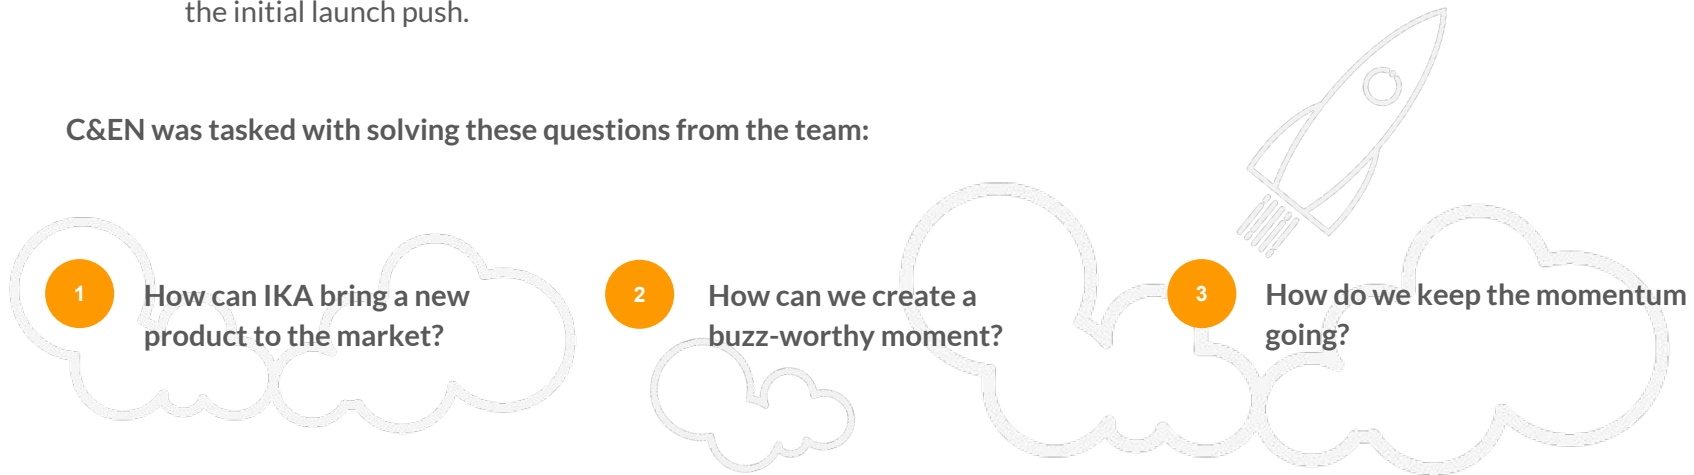 the initial launch push.
C&EN was tasked with solving these questions from the team:
1
How can IKA bring a new
product to the market?
2
How can we create a
buzz-worthy moment?
3
How do we keep the momentum
going?